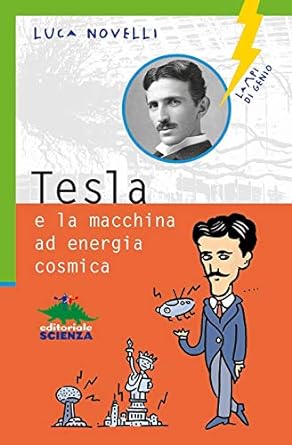 LUCA NOVELLI
LAMPI
DI GENIO
Tesla
e la macchina
ad energia
cosmica
editoriale
SCIENZA